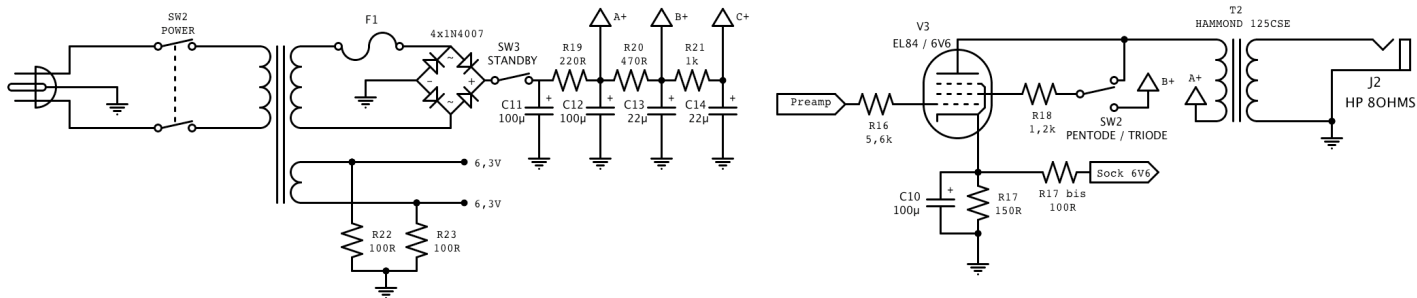 SW2
POWER
F1
4x1N4007
~
~
-
+
SW3
STANDBY
R19
220R
R20
470R
R21
1k
A+
B+
C+
C11
100µ
+
C12
100µ
+
C13
22µ
+
C14
22µ
+
6,3V
6,3V
R22
100R
R23
100R
Preamp
R16
5,6k
V3
EL84 / 6V6
R18
1,2k
SW2
PENTODE / TRIODE
B+
A+
T2
HAMMOND 125CSE
J2
HP 8OHMS
C10
100µ
+
R17
150R
R17 bis
100R
Sock 6V6